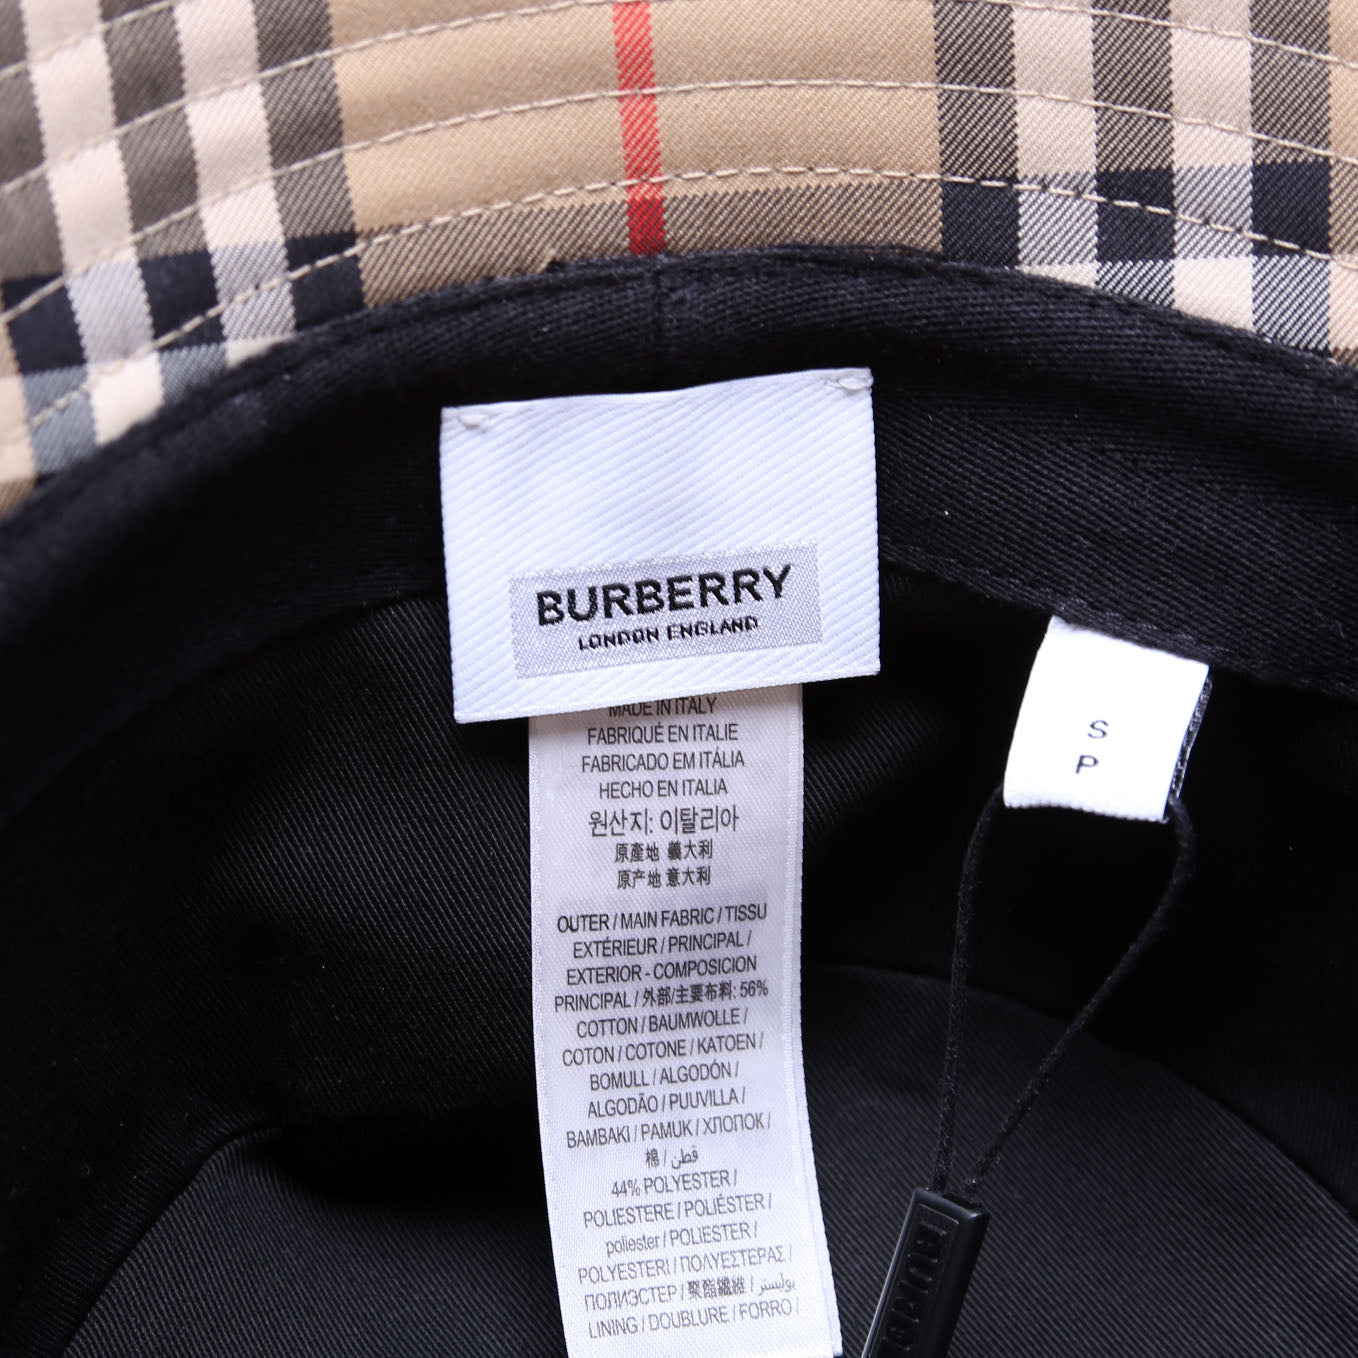 BURBERRY
LONDON ENGLAND
MADE IN ITALY
FABRIQUÉ EN ITALIE
FABRICADO EM ITÁLIA
HECHO EN ITALIA
원산지: 이탈리아
原產地 義大利
原产地 意大利
OUTER / MAIN FABRIC / TISSU
EXTÉRIEUR / PRINCIPAL /
EXTERIOR - COMPOSICION
PRINCIPAL / 外部/主要布料: 56%
COTTON / BAUMWOLLE /
COTON / COTONE / KATOEN /
BOMULL / ALGODÓN /
ALGODÃO / PUUVILLA /
BAMBAKI / PAMUK / ХЛОПОК /
棉 / قطن
44% POLYESTER /
POLIESTERE / POLIÉSTER /
poliester / POLIESTER /
POLYESTERI / ΠΟΛΥΕΣΤΕΡΑΣ /
ПОЛИЭСТЕР / 聚酯纖維 / بوليستر
LINING / DOUBLURE / FORRO /
S
P
BURB